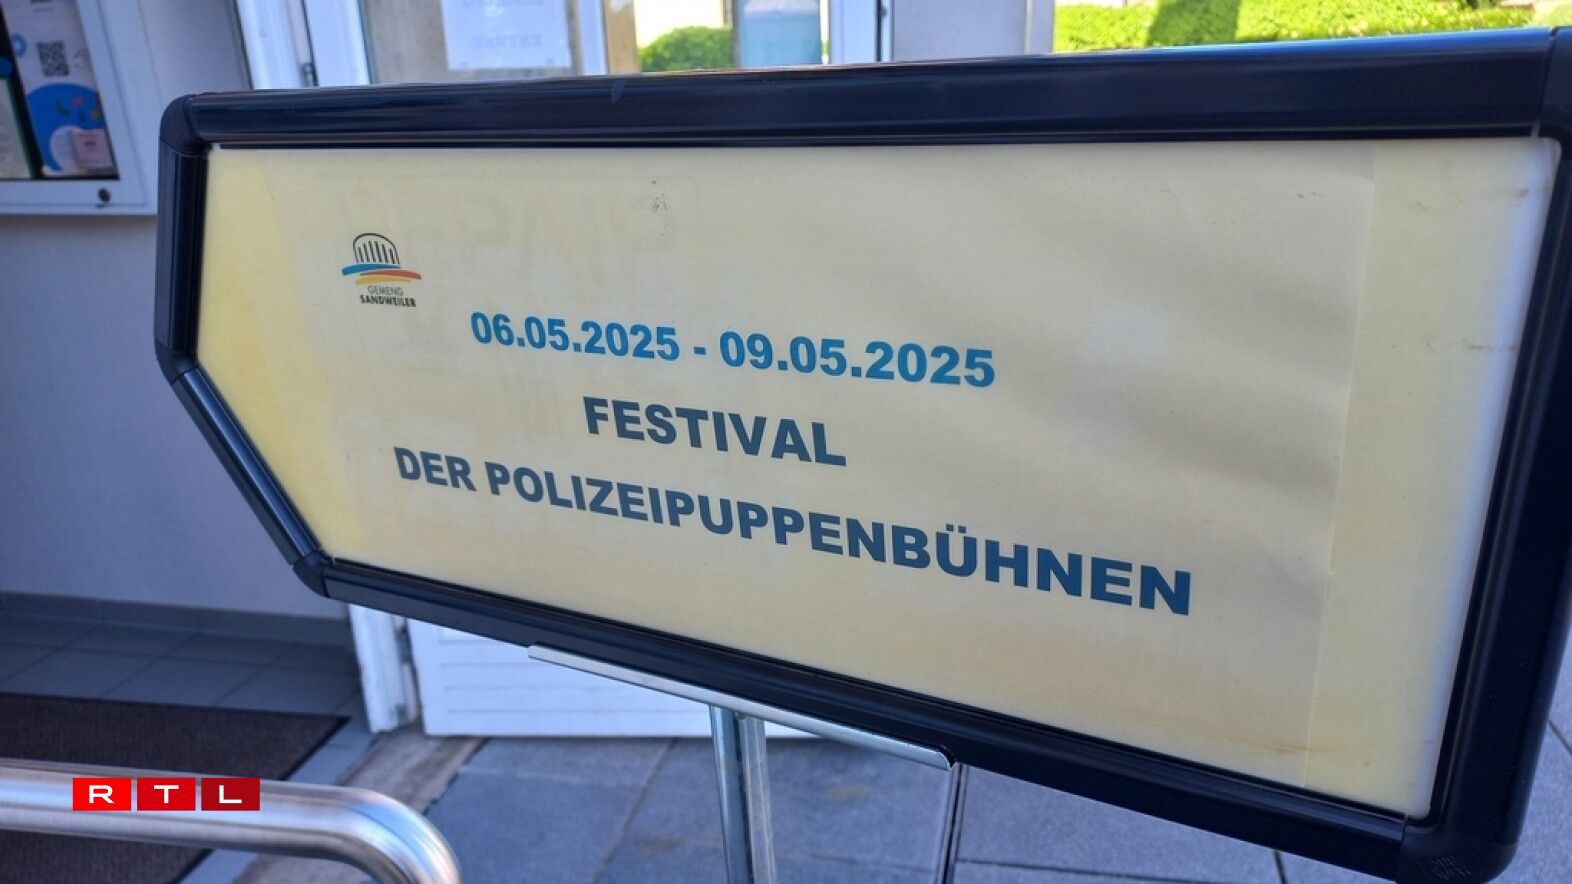 GEMENG
SANDWEILER
06.05.2025 - 09.05.2025
FESTIVAL
DER POLIZEIPUPPENBÜHNEN
RTL